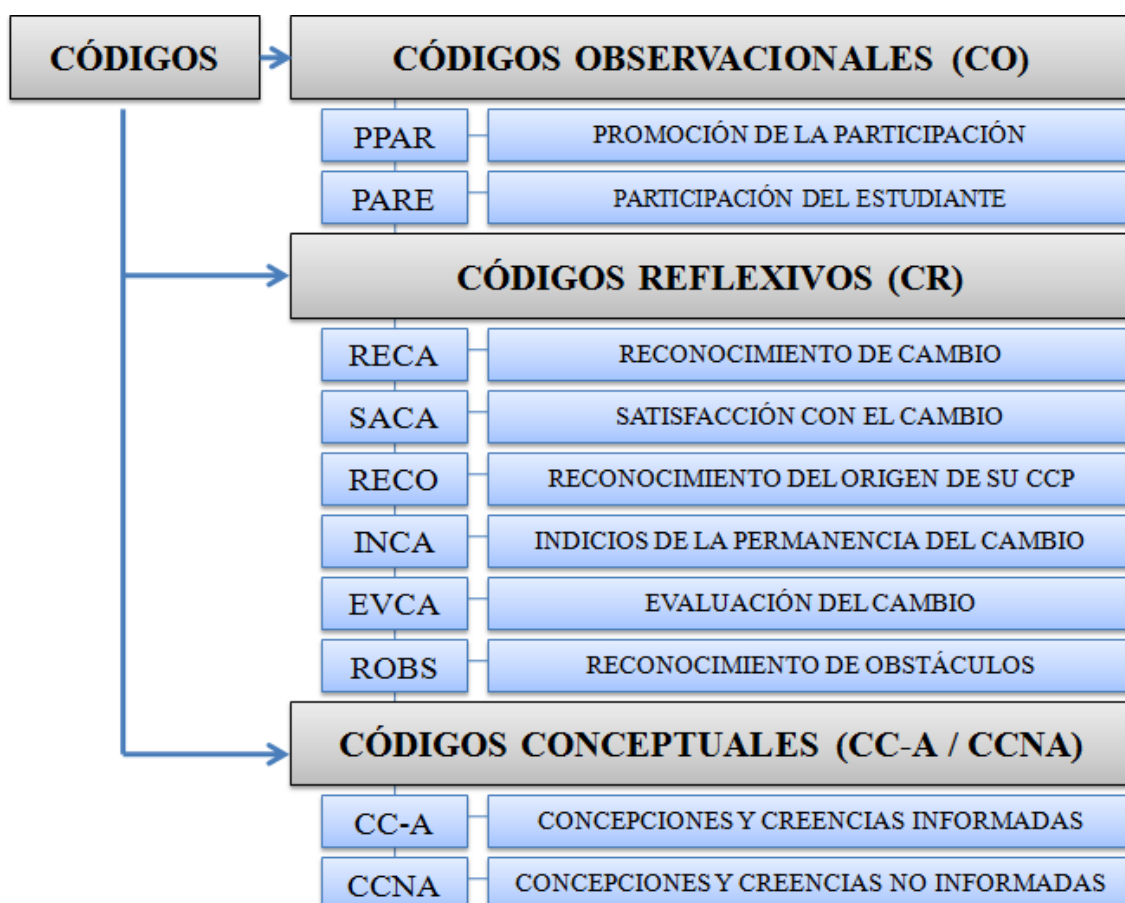 CÓDIGOS
CÓDIGOS OBSERVACIONALES (CO)
PPAR
PROMOCIÓN DE LA PARTICIPACIÓN
PARE
PARTICIPACIÓN DEL ESTUDIANTE
CÓDIGOS REFLEXIVOS (CR)
RECA
RECONOCIMIENTO DE CAMBIO
SACA
SATISFACCIÓN CON EL CAMBIO
RECO
RECONOCIMIENTO DEL ORIGEN DE SU CCP
INCA
INDICIOS DE LA PERMANENCIA DEL CAMBIO
EVCA
EVALUACIÓN DEL CAMBIO
ROBS
RECONOCIMIENTO DE OBSTÁCULOS
CÓDIGOS CONCEPTUALES (CC-A / CCNA)
CC-A
CONCEPCIONES Y CREENCIAS INFORMADAS
CCNA
CONCEPCIONES Y CREENCIAS NO INFORMADAS